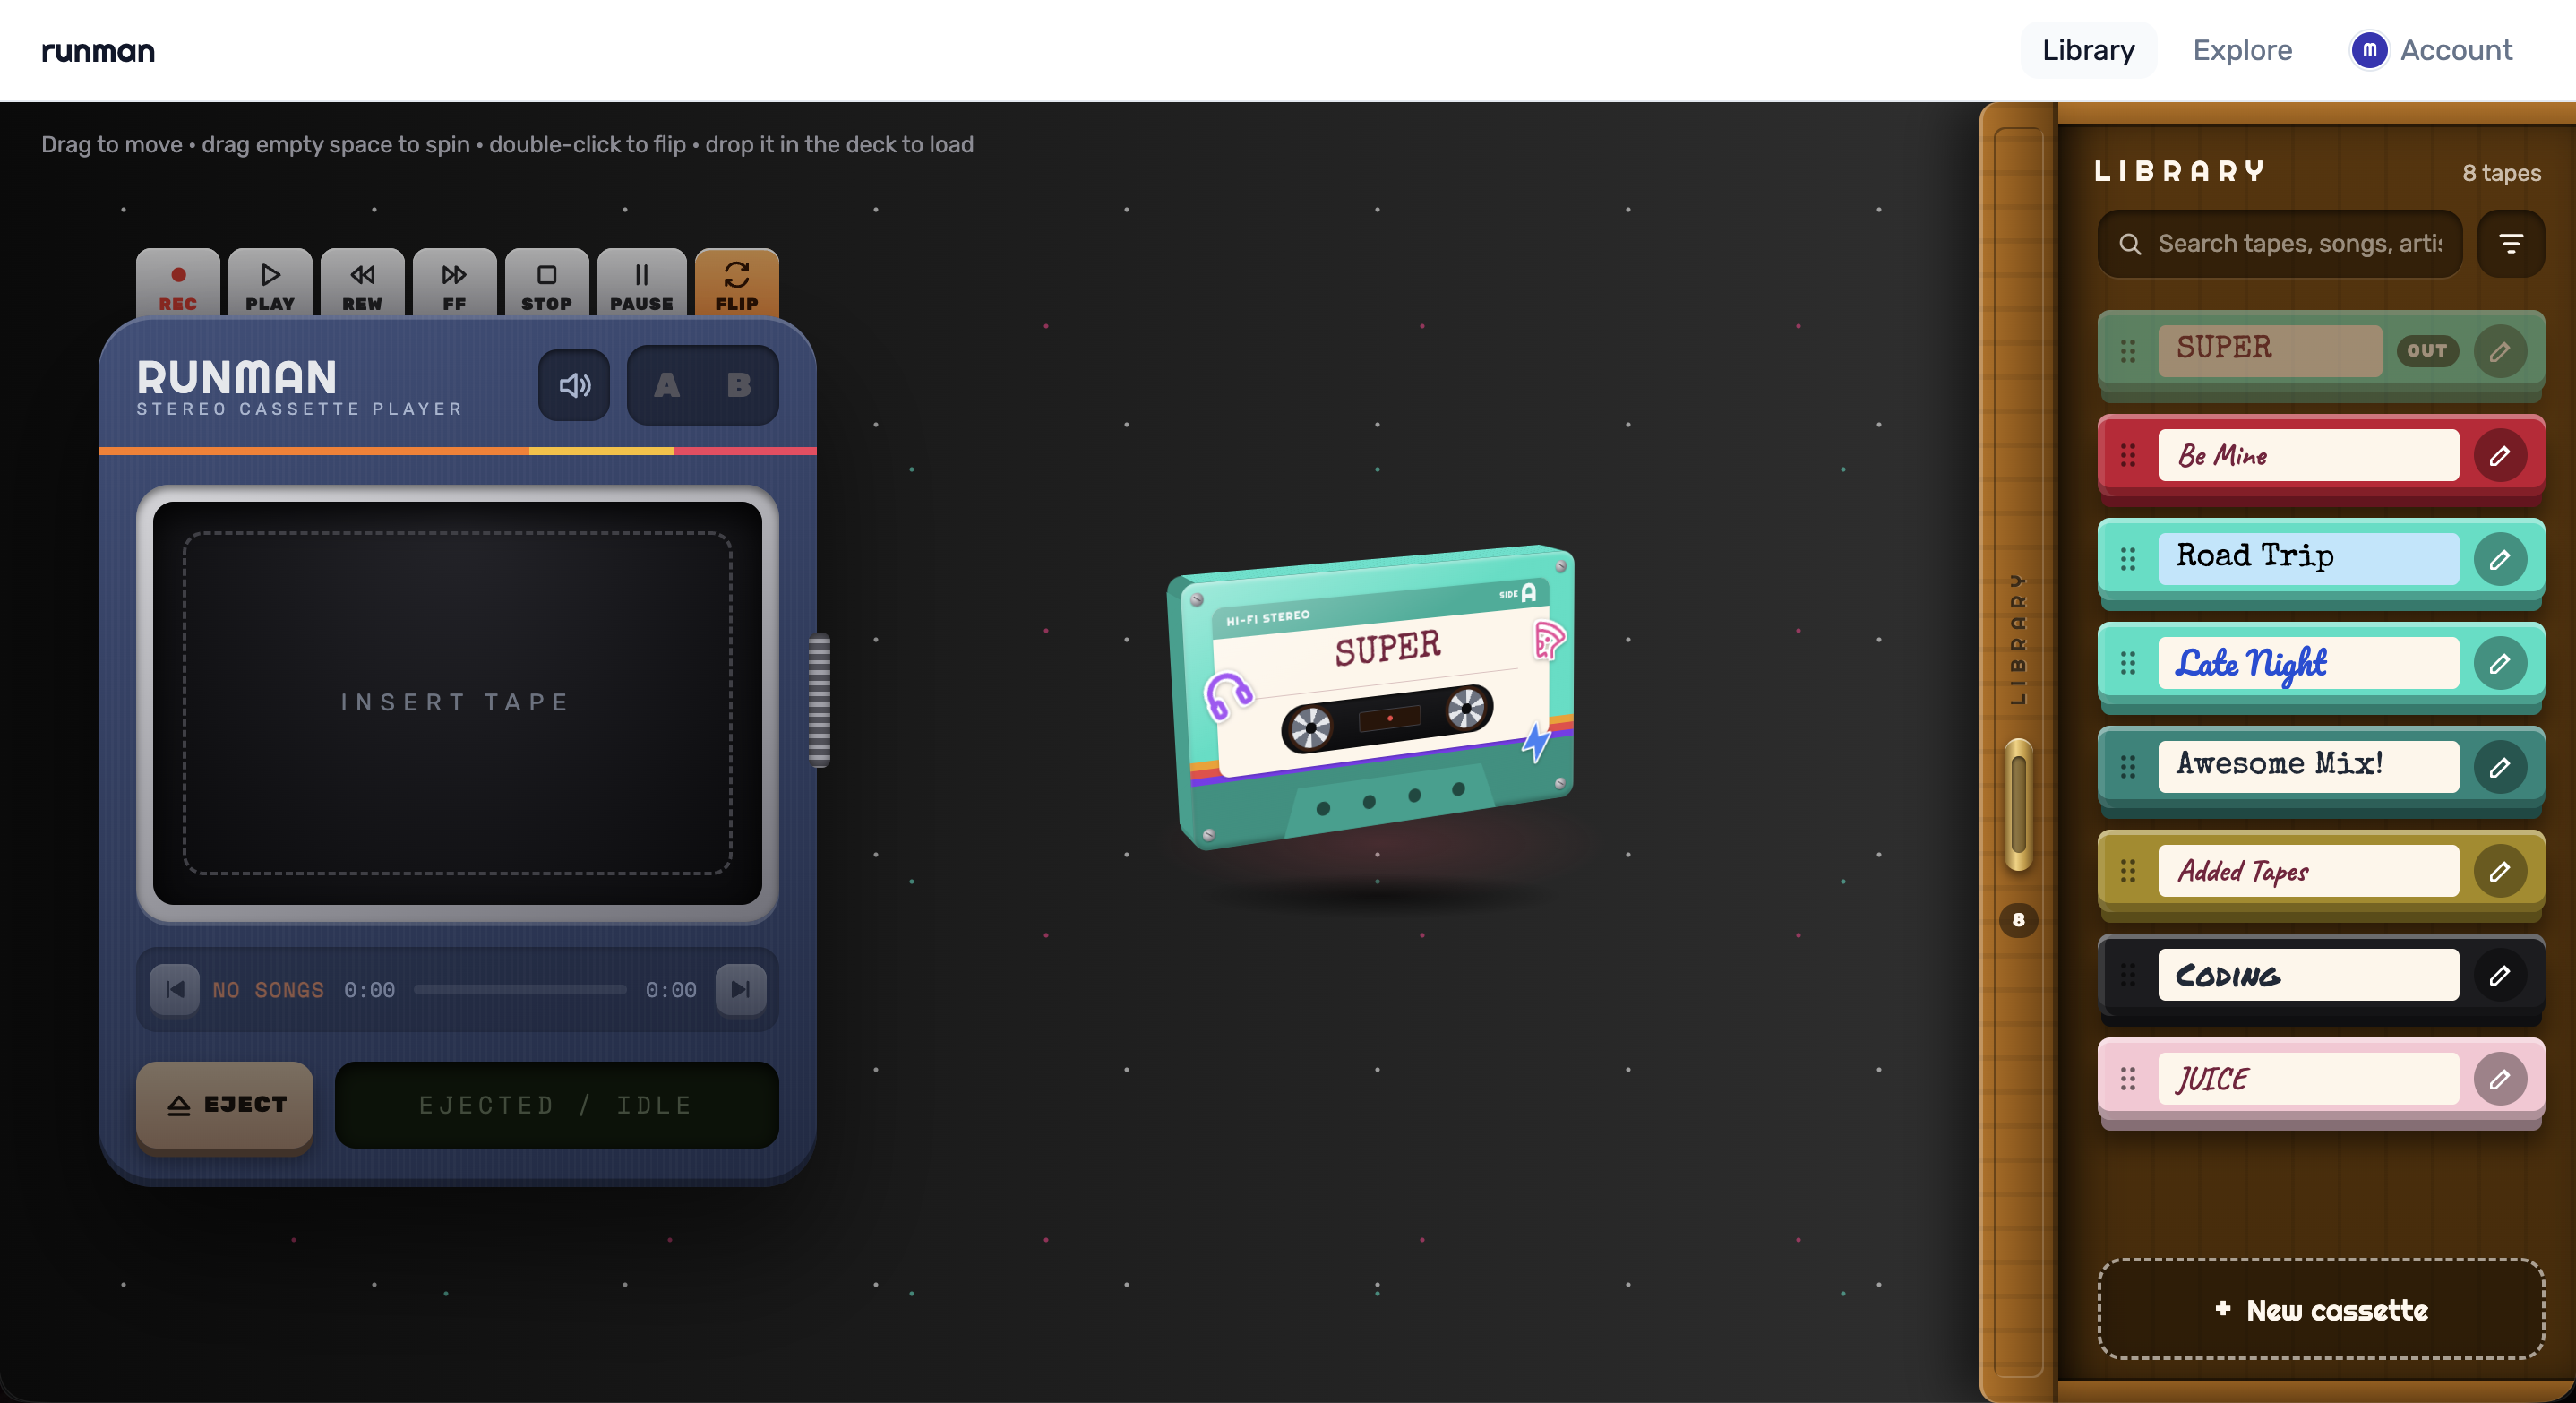 runman
Library
Explore
m
Account
Drag to move • drag empty space to spin • double-click to flip • drop it in the deck to load
REC
PLAY
REW
FF
STOP
PAUSE
FLIP
RUNMAN
STEREO CASSETTE PLAYER
A B
INSERT TAPE
NO SONGS 0:00 0:00
EJECT
EJECTED / IDLE
HI-FI STEREO
SIDE A
SUPER
LIBRARY
8
LIBRARY
8 tapes
Search tapes, songs, artis
SUPER
OUT
Be Mine
Road Trip
Late Night
Awesome Mix!
Added Tapes
CODING
JUICE
+ New cassette